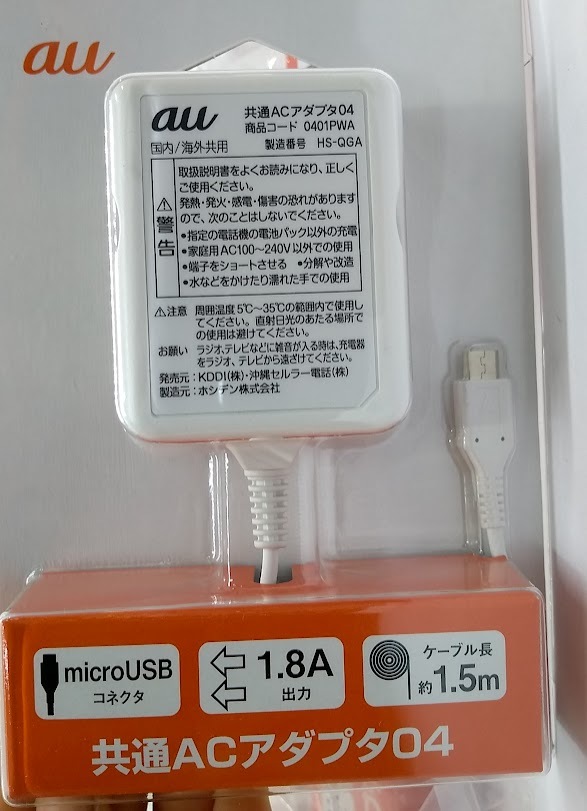 au
au
共通ACアダプタ04
商品コード 0401PWA
国内/海外共用 製造番号 HS-QGA
警告
取扱説明書をよくお読みになり、正しく
ご使用ください。
発熱・発火・感電・傷害の恐れがあります
ので、次のことはしないでください。
•指定の電話機の電池パック以外の充電
•家庭用AC100～240V以外での使用
•端子をショートさせる •分解や改造
•水などをかけたり濡れた手での使用
注意 周囲温度5℃～35℃の範囲内で使用し
てください。直射日光のあたる場所で
の使用は避けてください。
お願い ラジオ、テレビなどに雑音が入る時は、充電器
をラジオ、テレビから遠ざけてください。
発売元：KDDI(株)・沖縄セルラー電話(株)
製造元：ホシデン株式会社
microUSB
コネクタ
1.8A
出力
ケーブル長
約1.5m
共通ACアダプタ04